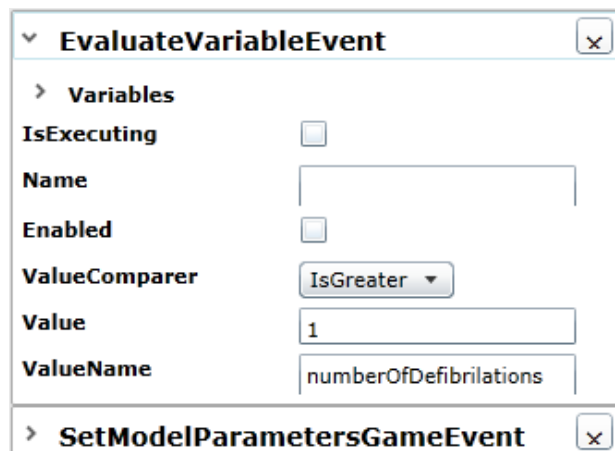 EvaluateVariableEvent
Variables
IsExecuting
Name
Enabled
ValueComparer IsGreater
Value 1
ValueName numberOfDefibrilations
SetModelParametersGameEvent